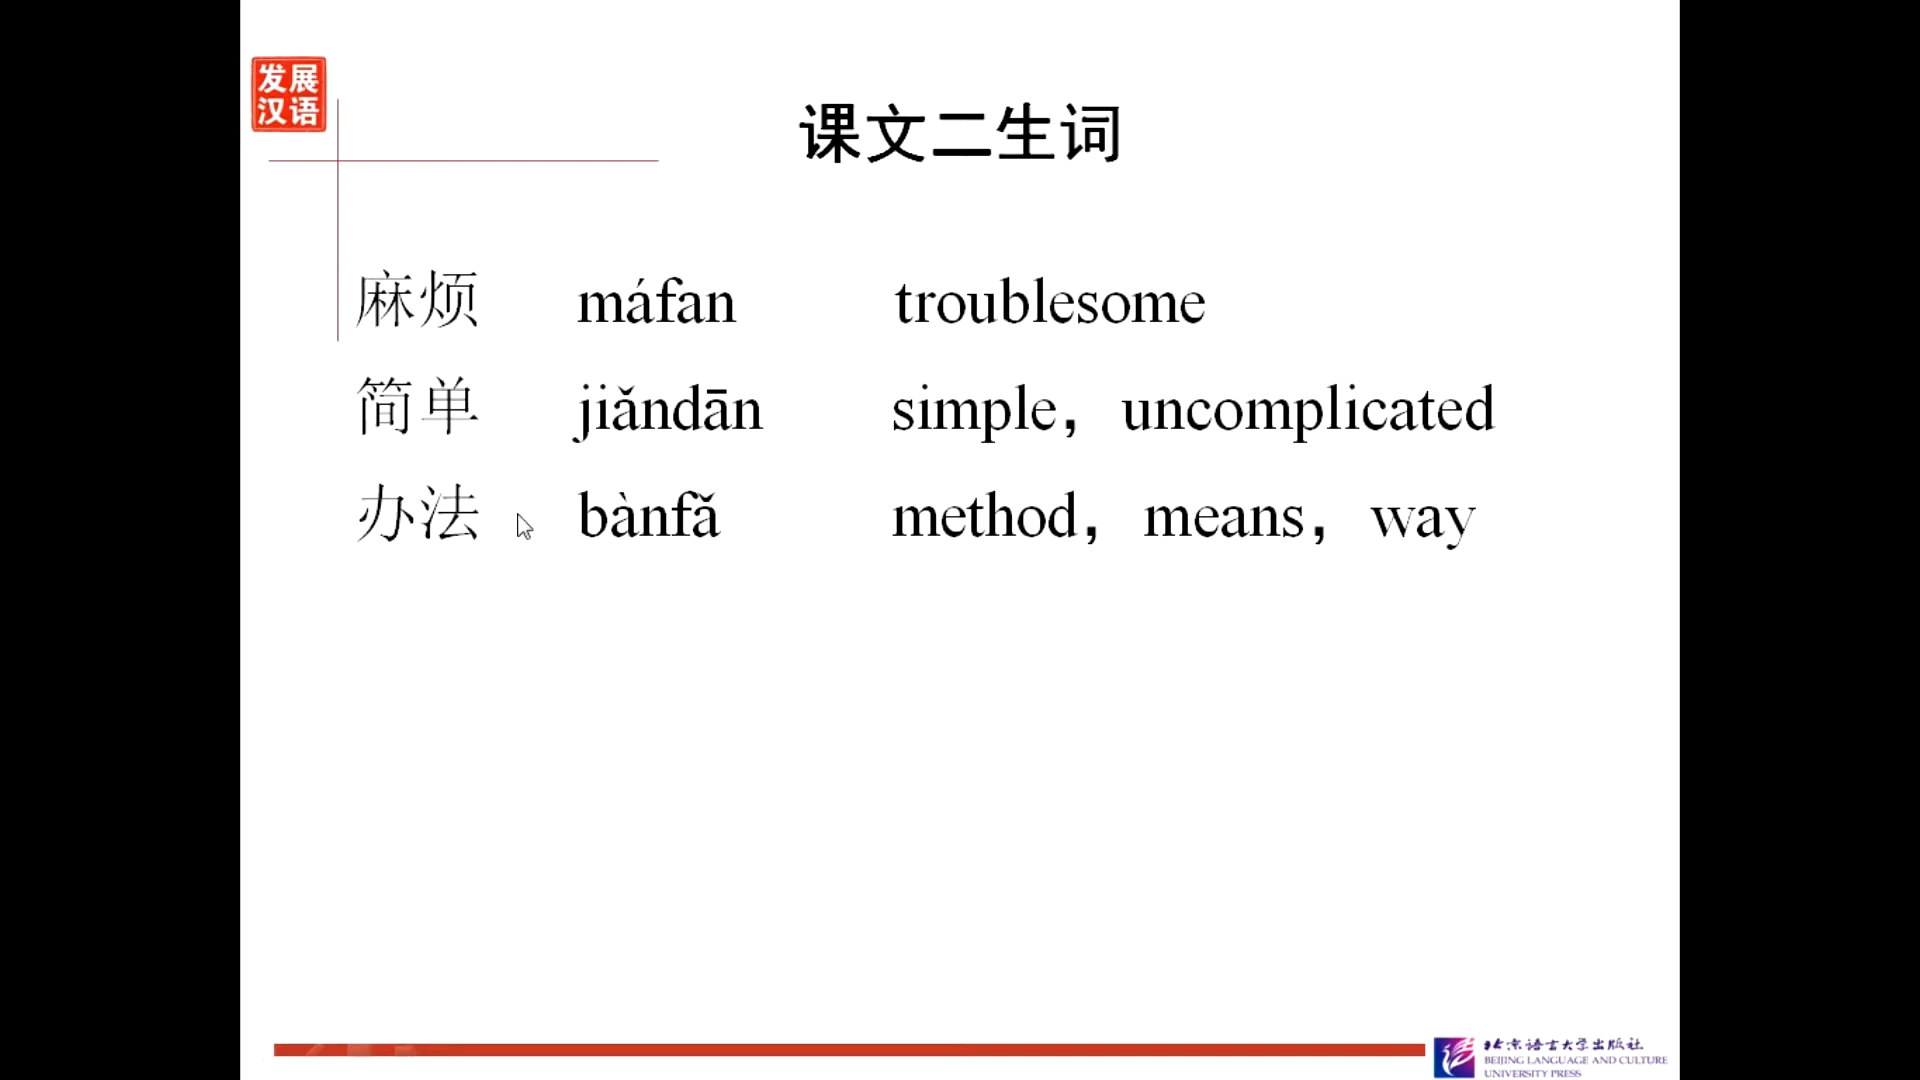 发展
汉语
课文二生词
麻烦 máfan troublesome
简单 jiǎndān simple，uncomplicated
办法 bànfǎ method，means，way
北京语言大学出版社
BEIJING LANGUAGE AND CULTURE
UNIVERSITY PRESS